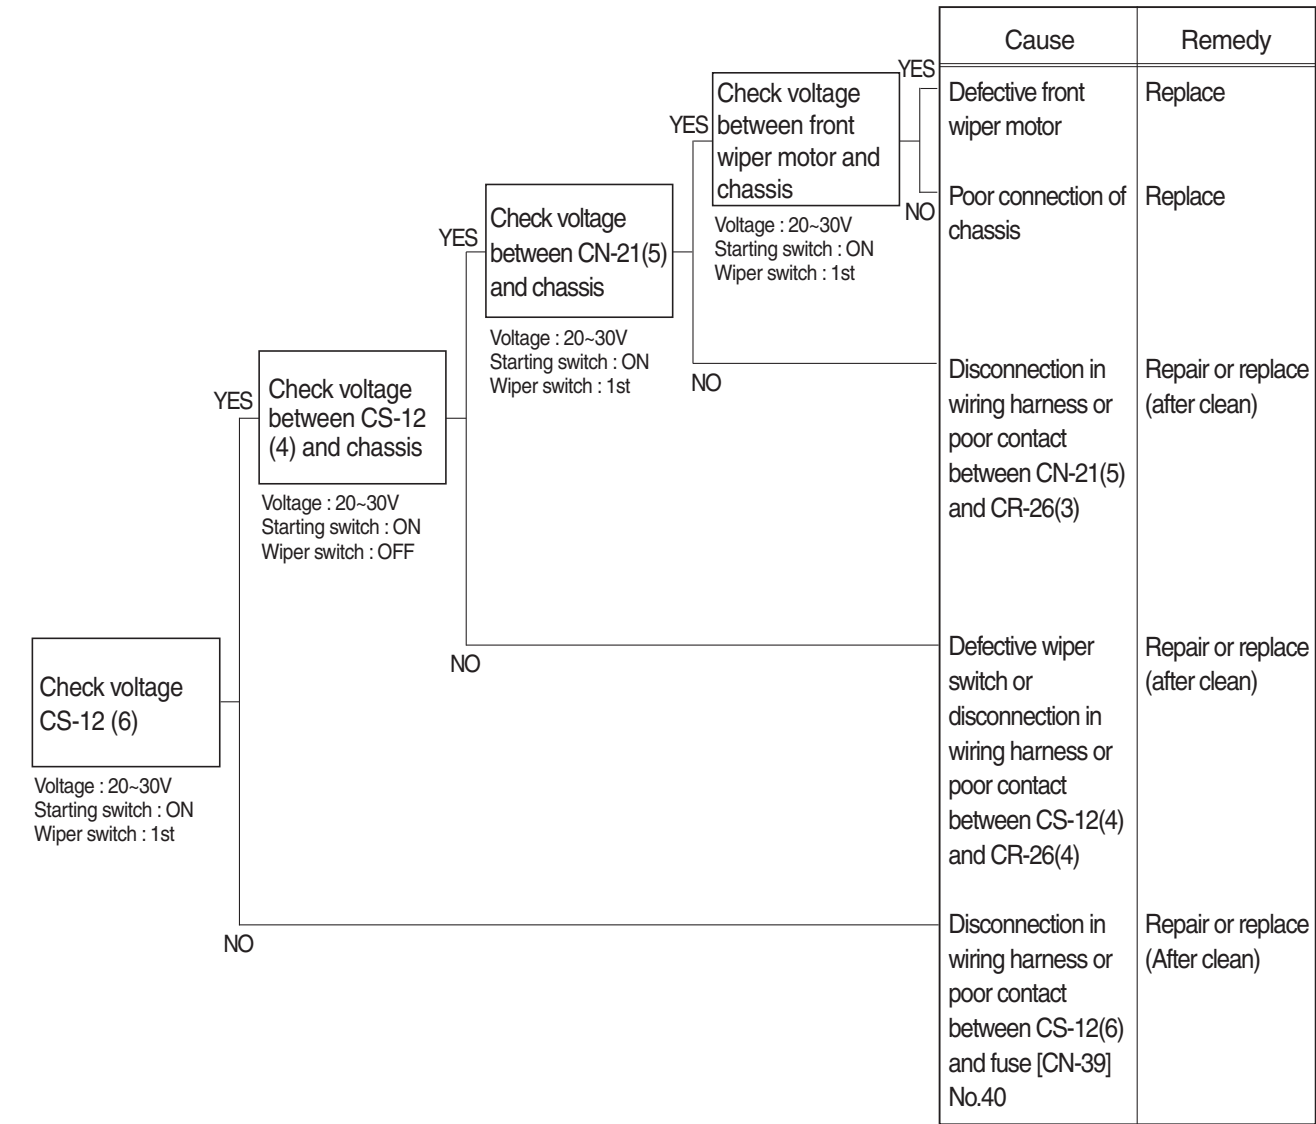 Cause
Remedy
YES
Check voltage
between front
wiper motor and
chassis
Defective front
wiper motor
Replace
YES
NO
Poor connection of
chassis
Replace
Voltage : 20~30V
Starting switch : ON
Wiper switch : 1st
Check voltage
between CN-21(5)
and chassis
YES
Voltage : 20~30V
Starting switch : ON
Wiper switch : 1st
NO
Disconnection in
wiring harness or
poor contact
between CN-21(5)
and CR-26(3)
Repair or replace
(after clean)
YES
Check voltage
between CS-12
(4) and chassis
Voltage : 20~30V
Starting switch : ON
Wiper switch : OFF
NO
Defective wiper
switch or
disconnection in
wiring harness or
poor contact
between CS-12(4)
and CR-26(4)
Repair or replace
(after clean)
Check voltage
CS-12 (6)
Voltage : 20~30V
Starting switch : ON
Wiper switch : 1st
NO
Disconnection in
wiring harness or
poor contact
between CS-12(6)
and fuse [CN-39]
No.40
Repair or replace
(After clean)